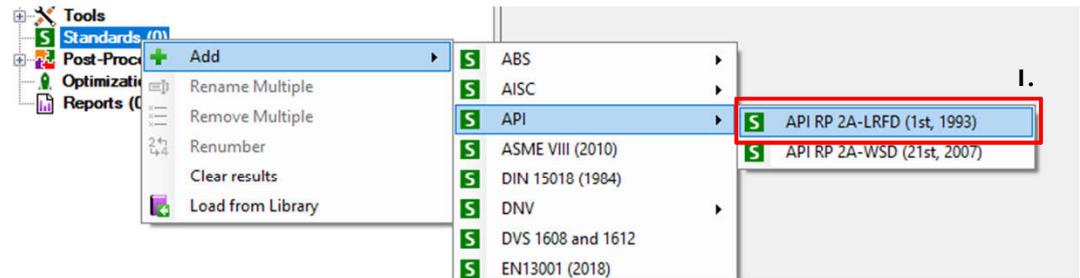 Tools
Standards (0)
Post-Proc
Optimizati
Reports (0
Add
Rename Multiple
Remove Multiple
Renumber
Clear results
Load from Library
ABS
AISC
API
ASME VIII (2010)
DIN 15018 (1984)
DNV
DVS 1608 and 1612
EN13001 (2018)
1.
API RP 2A-LRFD (1st, 1993)
API RP 2A-WSD (21st, 2007)